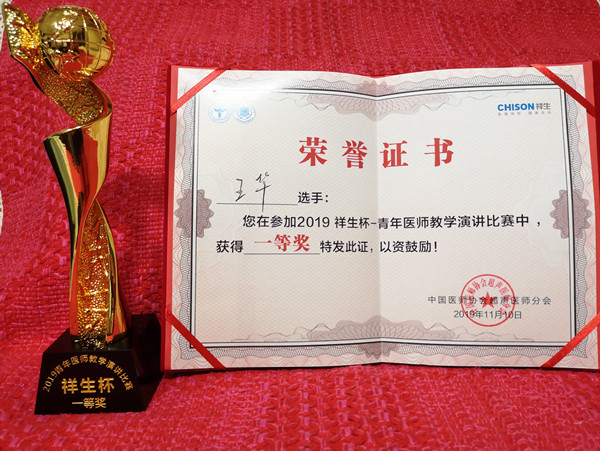 CHISON祥生
荣誉证书
王华选手：
您在参加2019 祥生杯-青年医师教学演讲比赛中，
获得一等奖特发此证，以资鼓励！
中国医师协会超声医师分会
2019年11月10日
2019青年医师教学演讲比赛
祥生杯
一等奖